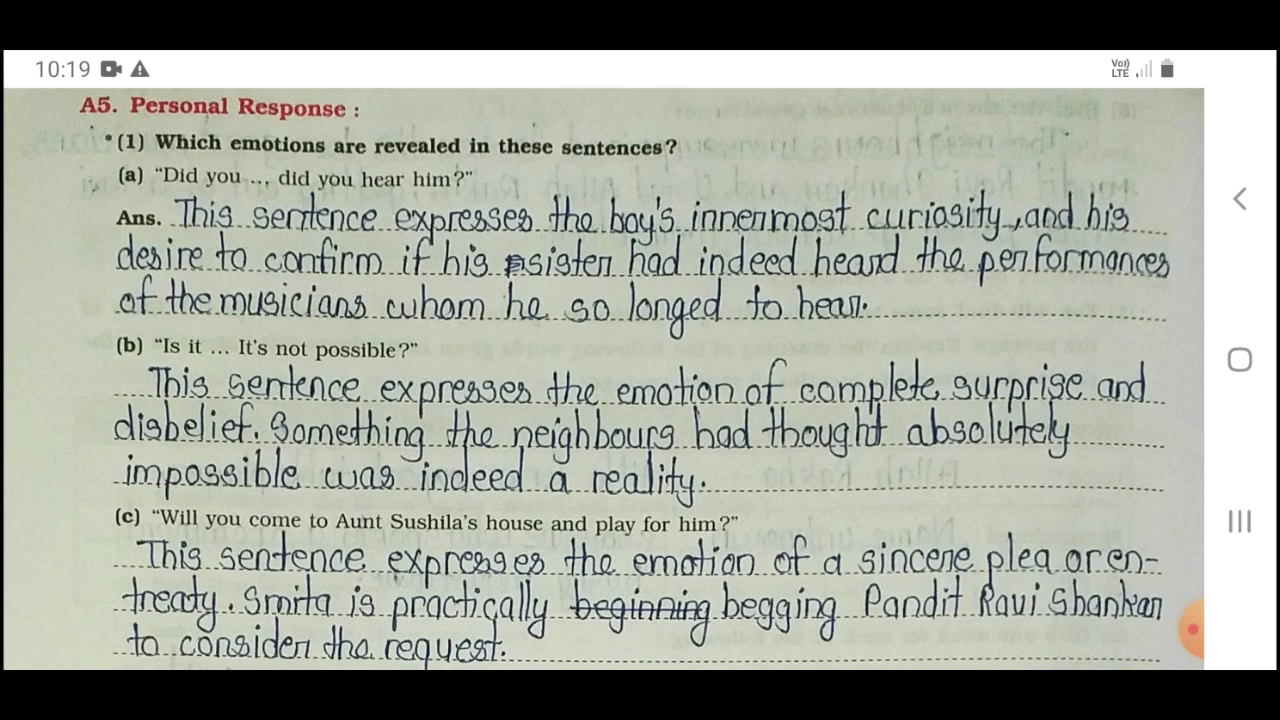 10:19
Vo)) LTE
A5. Personal Response :
* (1) Which emotions are revealed in these sentences?
(a) "Did you ... did you hear him?"
Ans. This sentence expresses the boy's innermost curiasity, and his
desire to confirm if his sister had indeed heard the performances
of the musicians whom he so longed to hear.
(b) "Is it ... It's not possible?"
This sentence expresses the emotion of complete surprise and
disbelief. Something the neighbours had thought absolutely
impossible was indeed a reality.
(c) "Will you come to Aunt Sushila's house and play for him?"
This sentence expresses the emotion of a sincere plea or en-
treaty. Smita is practically beginning begging Pandit Ravi Shankar
to consider the request.